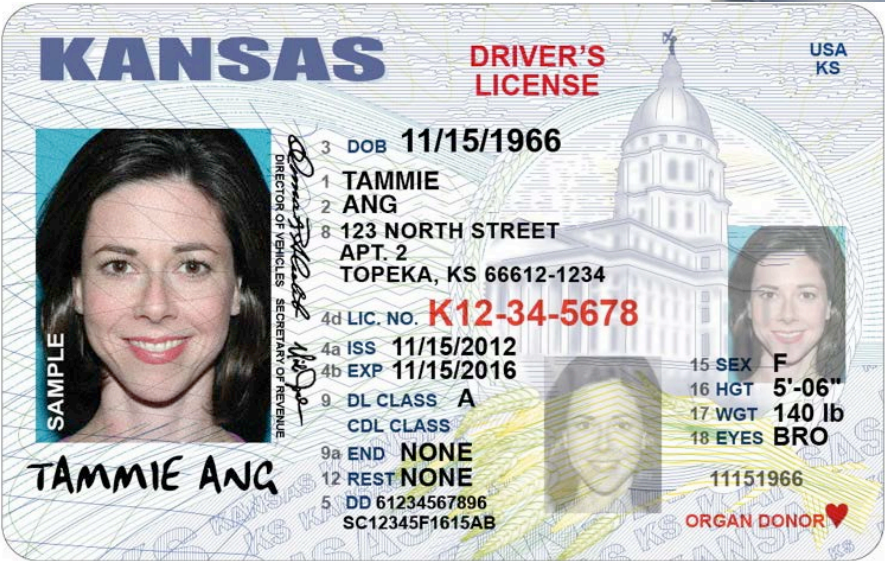 KANSAS
DRIVER'S
LICENSE
USA
KS
3 DOB 11/15/1966
1 TAMMIE
2 ANG
8 123 NORTH STREET
APT. 2
TOPEKA, KS 66612-1234
4d LIC. NO. K12-34-5678
4a ISS 11/15/2012
4b EXP 11/15/2016
9 DL CLASS A
CDL CLASS
9a END NONE
12 REST NONE
5 DD 61234567896
SC12345F1615AB
SAMPLE
DIRECTOR OF VEHICLES SECRETARY OF REVENUE
TAMMIE ANG
15 SEX F
16 HGT 5'-06"
17 WGT 140 lb
18 EYES BRO
11151966
ORGAN DONOR